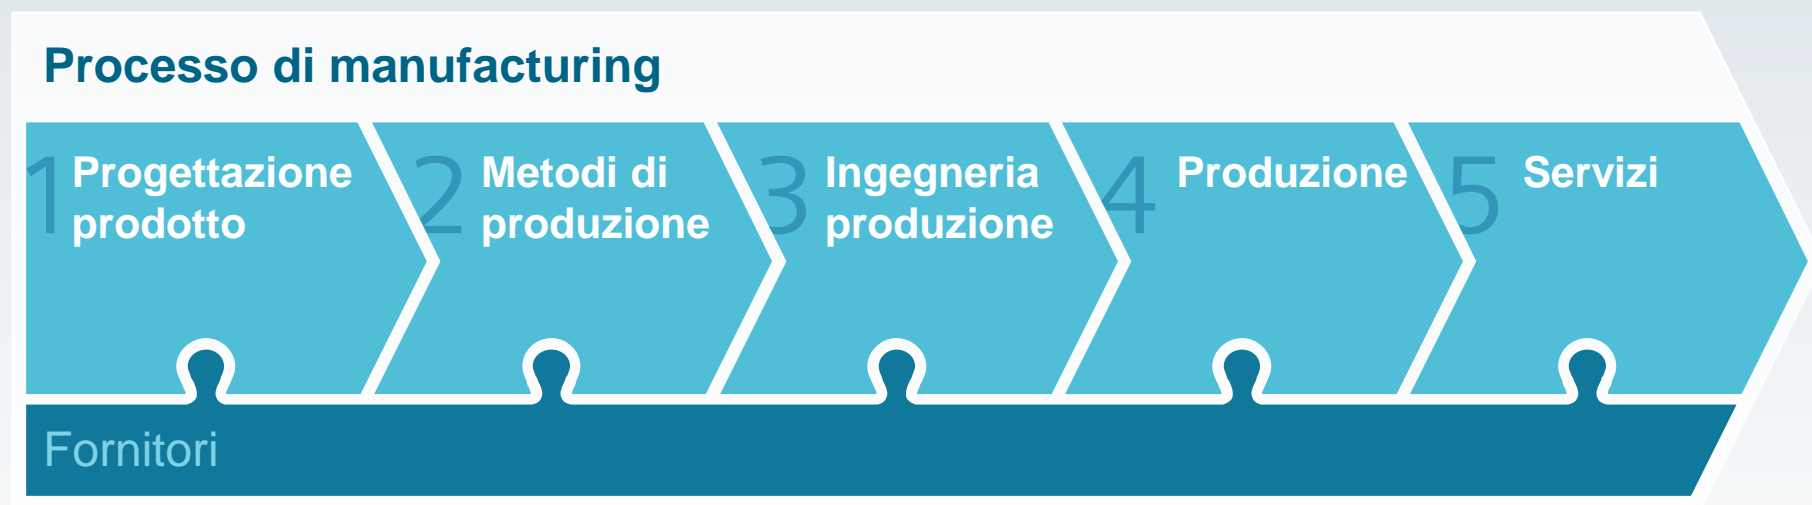 Processo di manufacturing
1 Progettazione
prodotto
2 Metodi di
produzione
3 Ingegneria
produzione
4 Produzione
5 Servizi
Fornitori